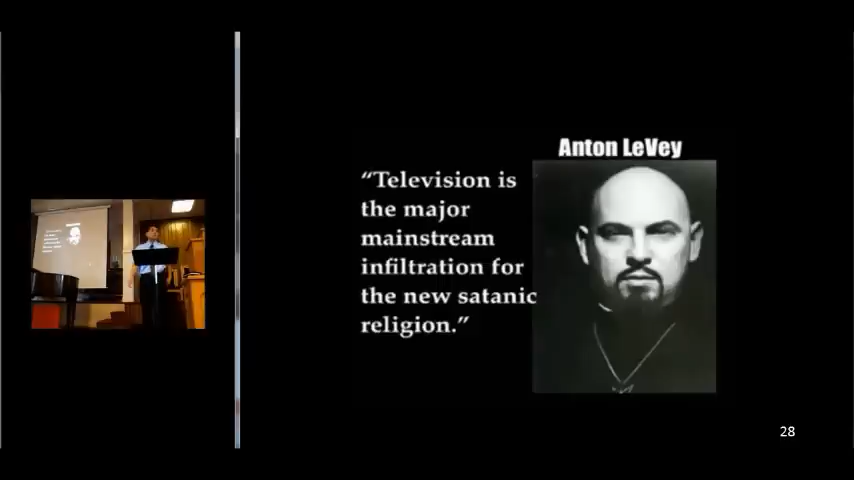 Anton LeVey
“Television is
the major
mainstream
infiltration for
the new satanic
religion.”
28